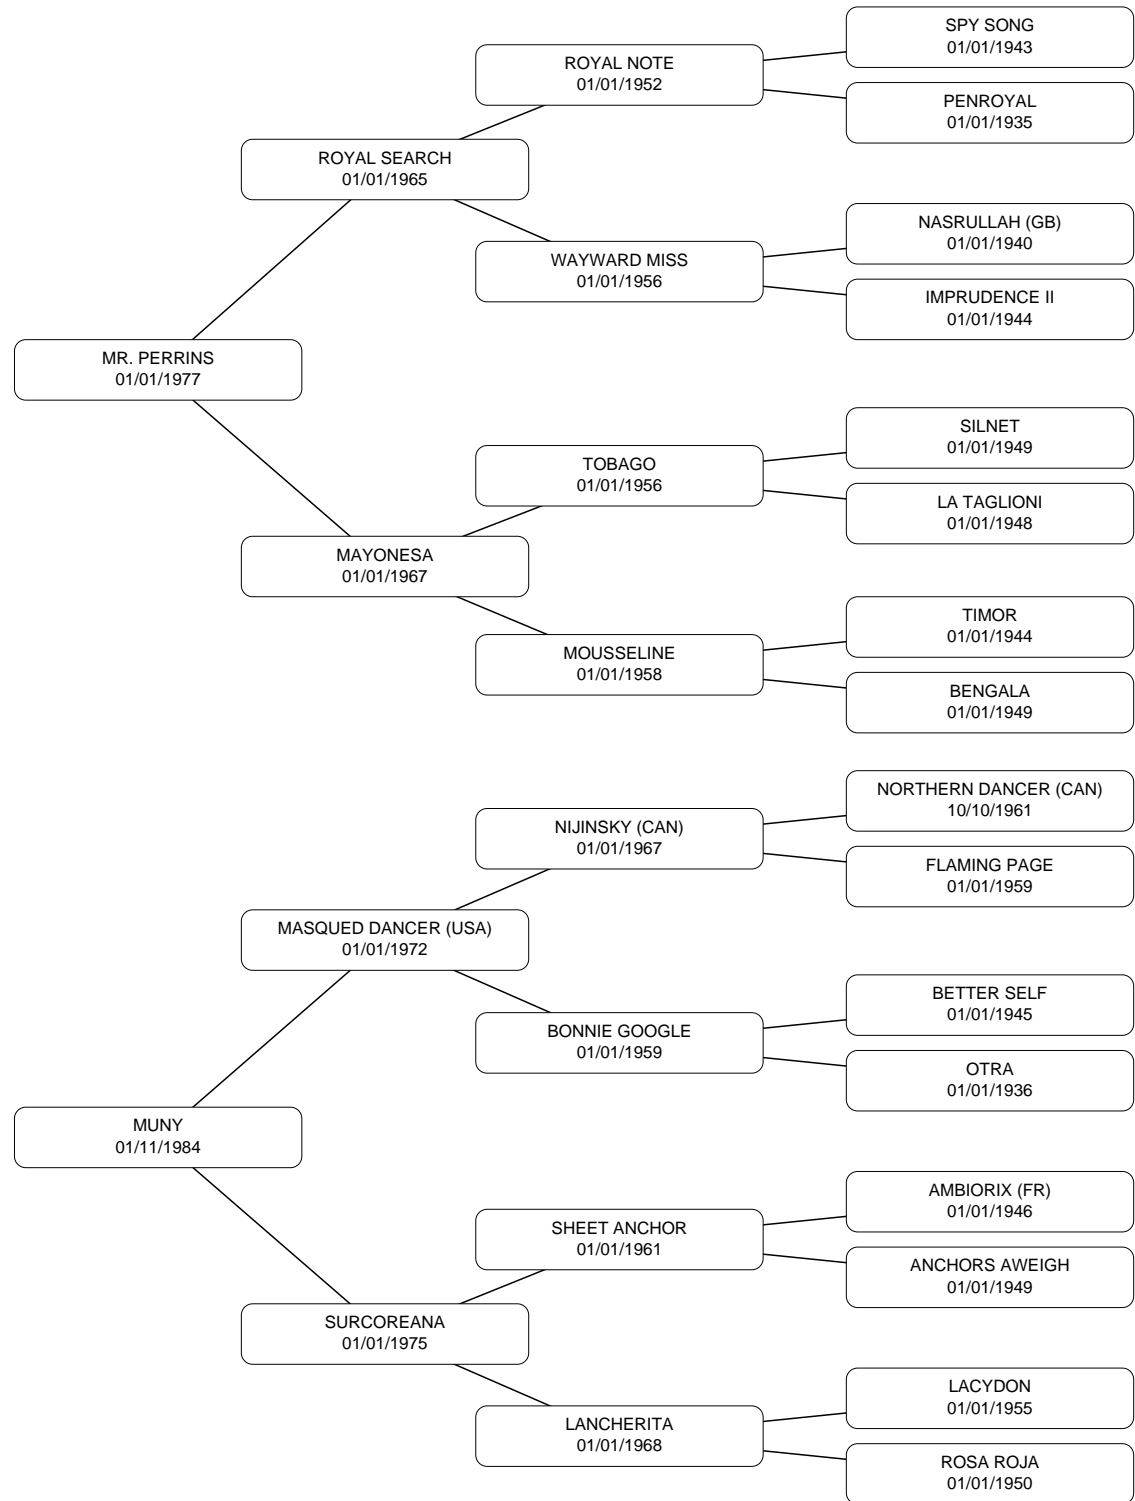 SPY SONG
01/01/1943
ROYAL NOTE
01/01/1952
PENROYAL
01/01/1935
ROYAL SEARCH
01/01/1965
NASRULLAH (GB)
01/01/1940
WAYWARD MISS
01/01/1956
IMPRUDENCE II
01/01/1944
MR. PERRINS
01/01/1977
SILNET
01/01/1949
TOBAGO
01/01/1956
LA TAGLIONI
01/01/1948
MAYONESA
01/01/1967
TIMOR
01/01/1944
MOUSSELINE
01/01/1958
BENGALA
01/01/1949
NORTHERN DANCER (CAN)
10/10/1961
NIJINSKY (CAN)
01/01/1967
FLAMING PAGE
01/01/1959
MASQUED DANCER (USA)
01/01/1972
BETTER SELF
01/01/1945
BONNIE GOOGLE
01/01/1959
OTRA
01/01/1936
MUNY
01/11/1984
AMBIORIX (FR)
01/01/1946
SHEET ANCHOR
01/01/1961
ANCHORS AWEIGH
01/01/1949
SURCOREANA
01/01/1975
LACYDON
01/01/1955
LANCHERITA
01/01/1968
ROSA ROJA
01/01/1950